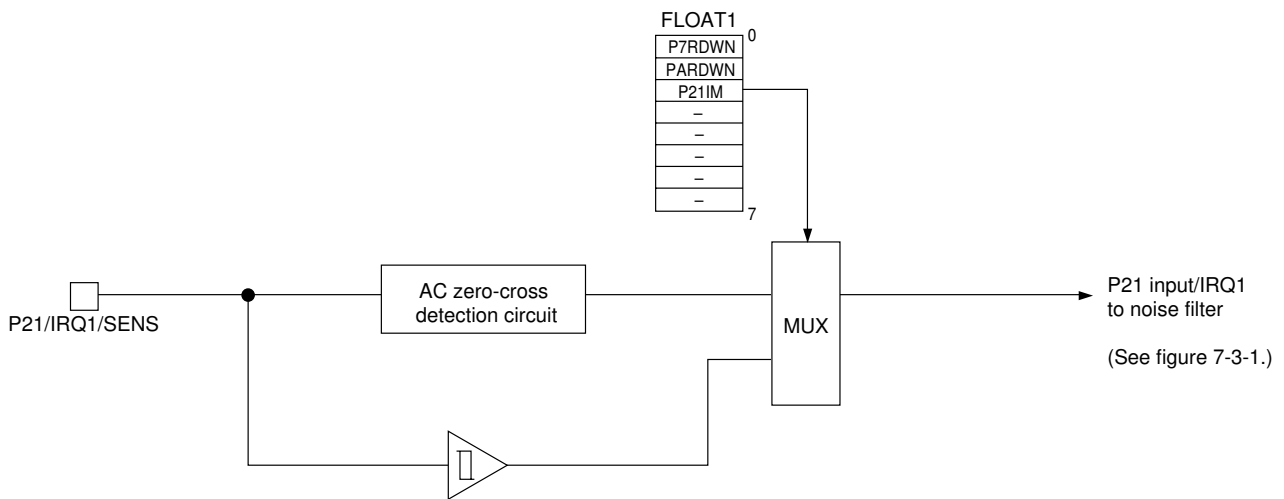 FLOAT1
0
P7RDWN
PARDWN
P21IM
–
–
–
–
–
7
P21/IRQ1/SENS
AC zero-cross
detection circuit
MUX
P21 input/IRQ1
to noise filter
(See figure 7-3-1.)